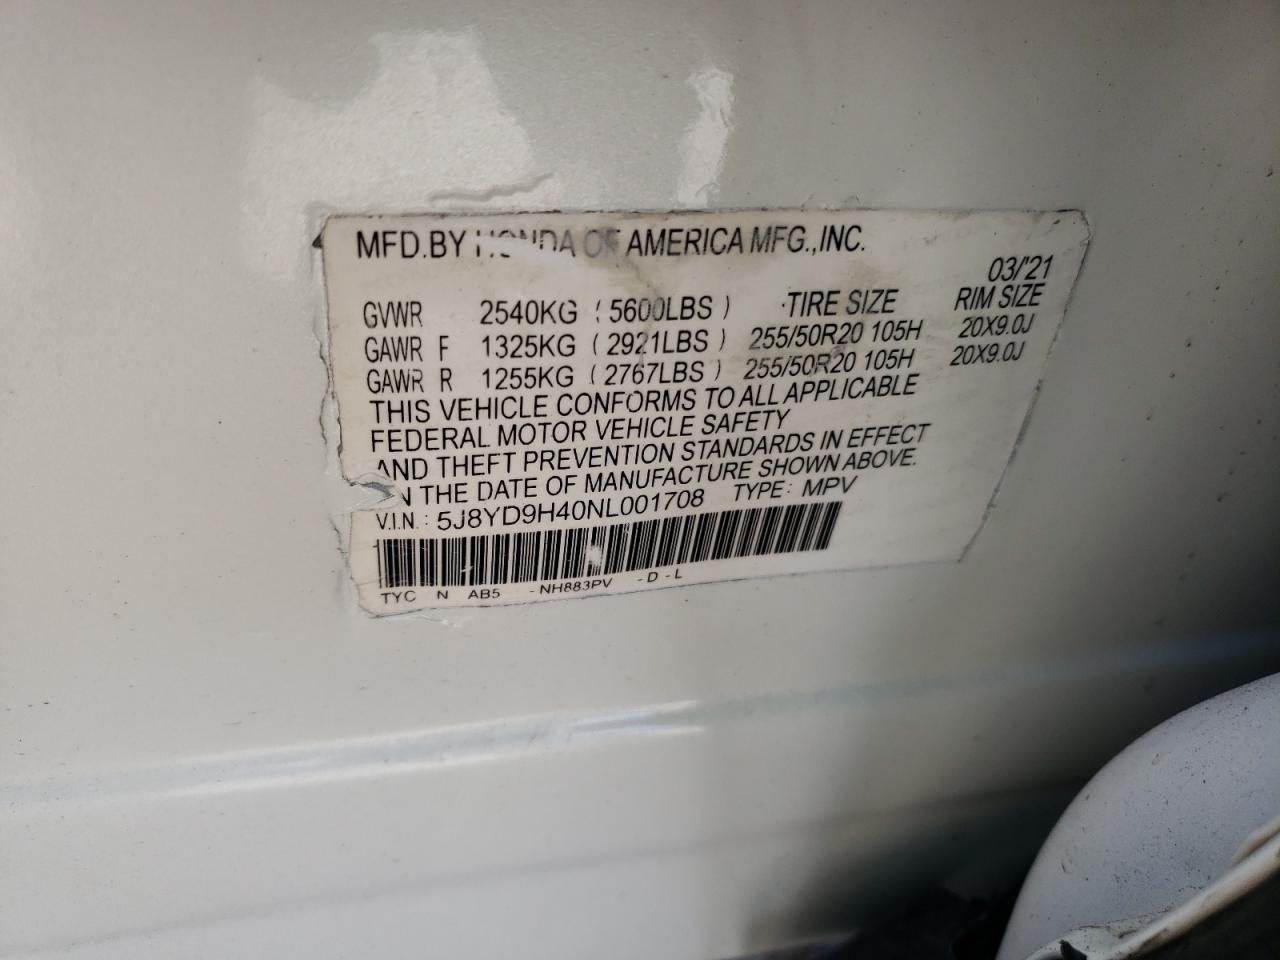 MFD.BY HONDA OF AMERICA MFG.,INC.
03/'21
GVWR 2540KG (5600LBS) TIRE SIZE RIM SIZE
GAWR F 1325KG (2921LBS) 255/50R20 105H 20X9.0J
GAWR R 1255KG (2767LBS) 255/50R20 105H 20X9.0J
THIS VEHICLE CONFORMS TO ALL APPLICABLE
FEDERAL MOTOR VEHICLE SAFETY
AND THEFT PREVENTION STANDARDS IN EFFECT
N THE DATE OF MANUFACTURE SHOWN ABOVE.
V.I.N.: 5J8YD9H40NL001708 TYPE: MPV
TYC N AB5 -NH883PV -D-L